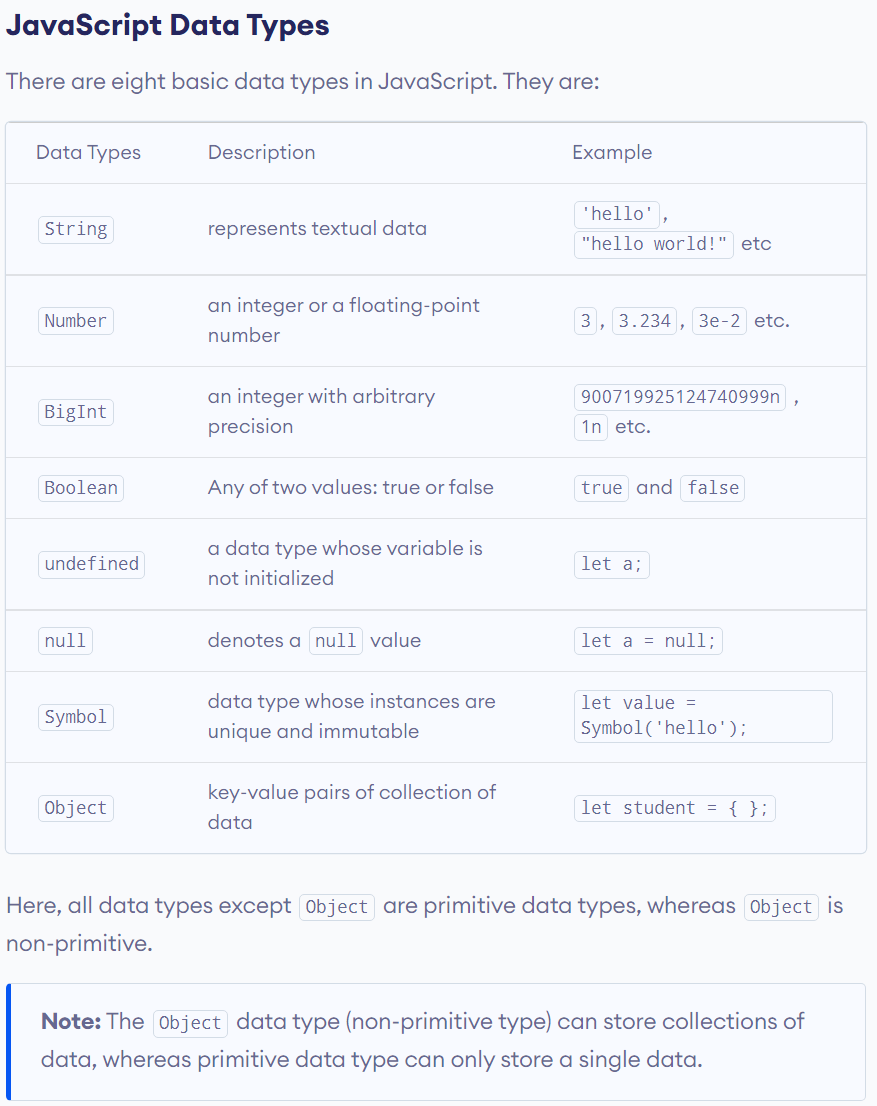 JavaScript Data Types
There are eight basic data types in JavaScript. They are:
Data Types Description Example
String represents textual data 'hello' ,
"hello world!" etc
Number an integer or a floating-point
number 3 , 3.234 , 3e-2 etc.
BigInt an integer with arbitrary
precision 900719925124740999n ,
1n etc.
Boolean Any of two values: true or false true and false
undefined a data type whose variable is
not initialized let a;
null denotes a null value let a = null;
Symbol data type whose instances are
unique and immutable let value =
Symbol('hello');
Object key-value pairs of collection of
data let student = { };
Here, all data types except Object are primitive data types, whereas Object is
non-primitive.
Note: The Object data type (non-primitive type) can store collections of
data, whereas primitive data type can only store a single data.